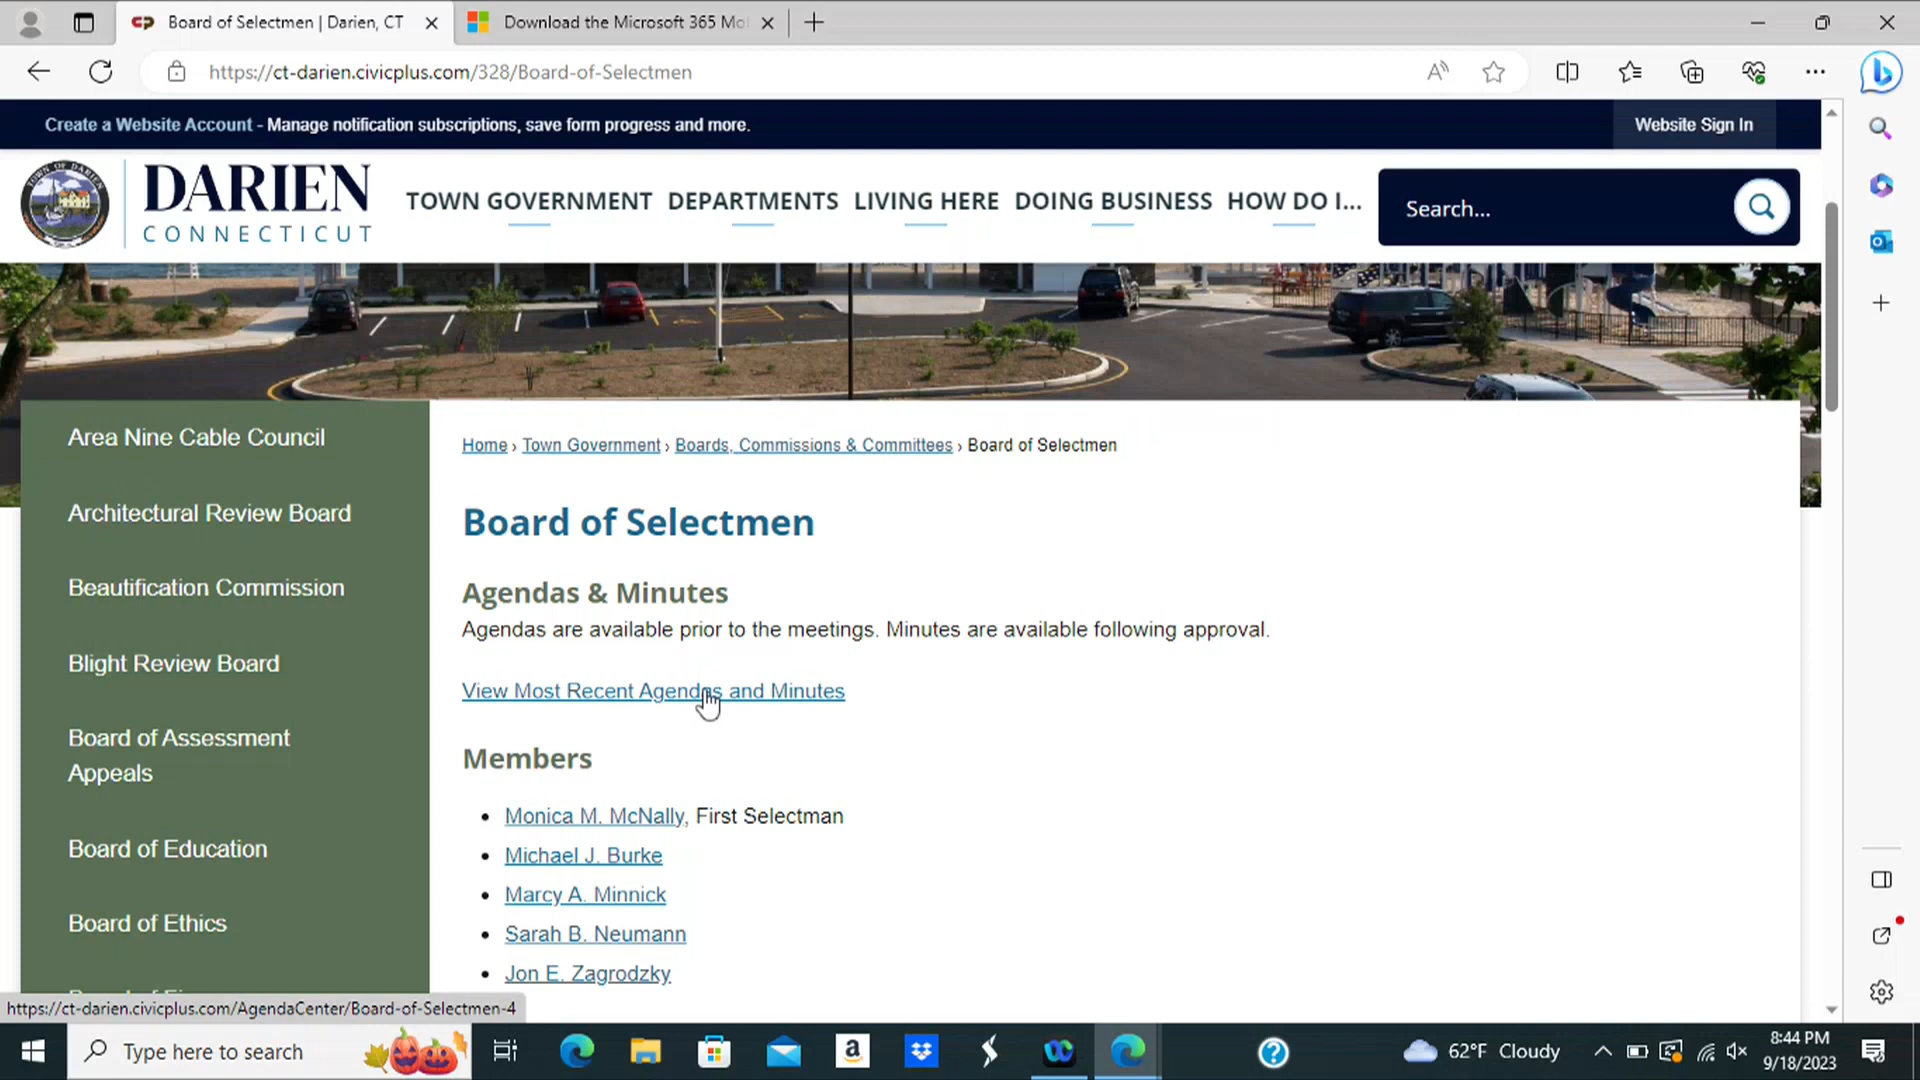 Board of Selectmen | Darien, CT
Download the Microsoft 365 Mo
https://ct-darien.civicplus.com/328/Board-of-Selectmen
Create a Website Account - Manage notification subscriptions, save form progress and more.
Website Sign In
DARIEN
CONNECTICUT
TOWN GOVERNMENT
DEPARTMENTS
LIVING HERE
DOING BUSINESS
HOW DO I...
Search...
Area Nine Cable Council
Architectural Review Board
Beautification Commission
Blight Review Board
Board of Assessment
Appeals
Board of Education
Board of Ethics
Home › Town Government › Boards, Commissions & Committees › Board of Selectmen
Board of Selectmen
Agendas & Minutes
Agendas are available prior to the meetings. Minutes are available following approval.
View Most Recent Agendas and Minutes
Members
• Monica M. McNally, First Selectman
• Michael J. Burke
• Marcy A. Minnick
• Sarah B. Neumann
• Jon E. Zagrodzky
https://ct-darien.civicplus.com/AgendaCenter/Board-of-Selectmen-4
Type here to search
62°F Cloudy
8:44 PM
9/18/2023